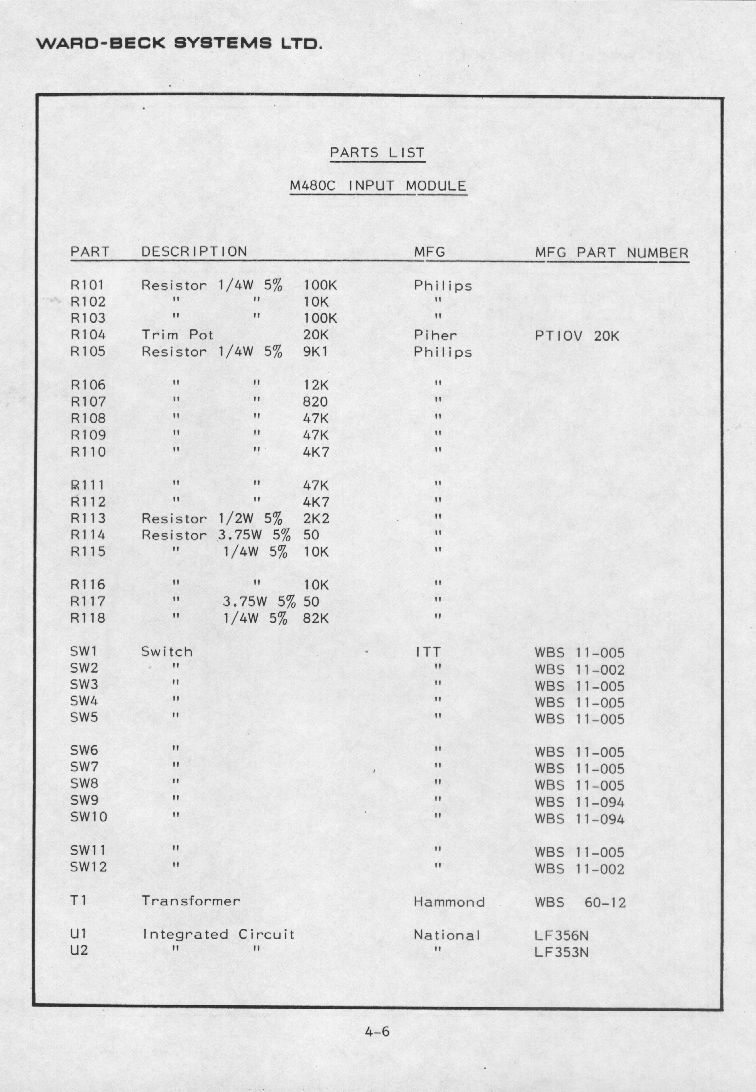 WARD-BECK SYSTEMS LTD.
PARTS LIST
M480C INPUT MODULE
PART DESCRIPTION MFG MFG PART NUMBER
R101 Resistor 1/4W 5% 100K Philips
R102 " " 10K "
R103 " " 100K "
R104 Trim Pot 20K Piher PTIOV 20K
R105 Resistor 1/4W 5% 9K1 Philips
R106 " " 12K "
R107 " " 820 "
R108 " " 47K "
R109 " " 47K "
R110 " " 4K7 "
R111 " " 47K "
R112 " " 4K7 "
R113 Resistor 1/2W 5% 2K2 "
R114 Resistor 3.75W 5% 50 "
R115 " 1/4W 5% 10K "
R116 " " 10K "
R117 " 3.75W 5% 50 "
R118 " 1/4W 5% 82K "
SW1 Switch ITT WBS 11-005
SW2 " " WBS 11-002
SW3 " " WBS 11-005
SW4 " " WBS 11-005
SW5 " " WBS 11-005
SW6 " " WBS 11-005
SW7 " " WBS 11-005
SW8 " " WBS 11-005
SW9 " " WBS 11-094
SW10 " " WBS 11-094
SW11 " " WBS 11-005
SW12 " " WBS 11-002
T1 Transformer Hammond WBS 60-12
U1 Integrated Circuit National LF356N
U2 " " " LF353N
4-6